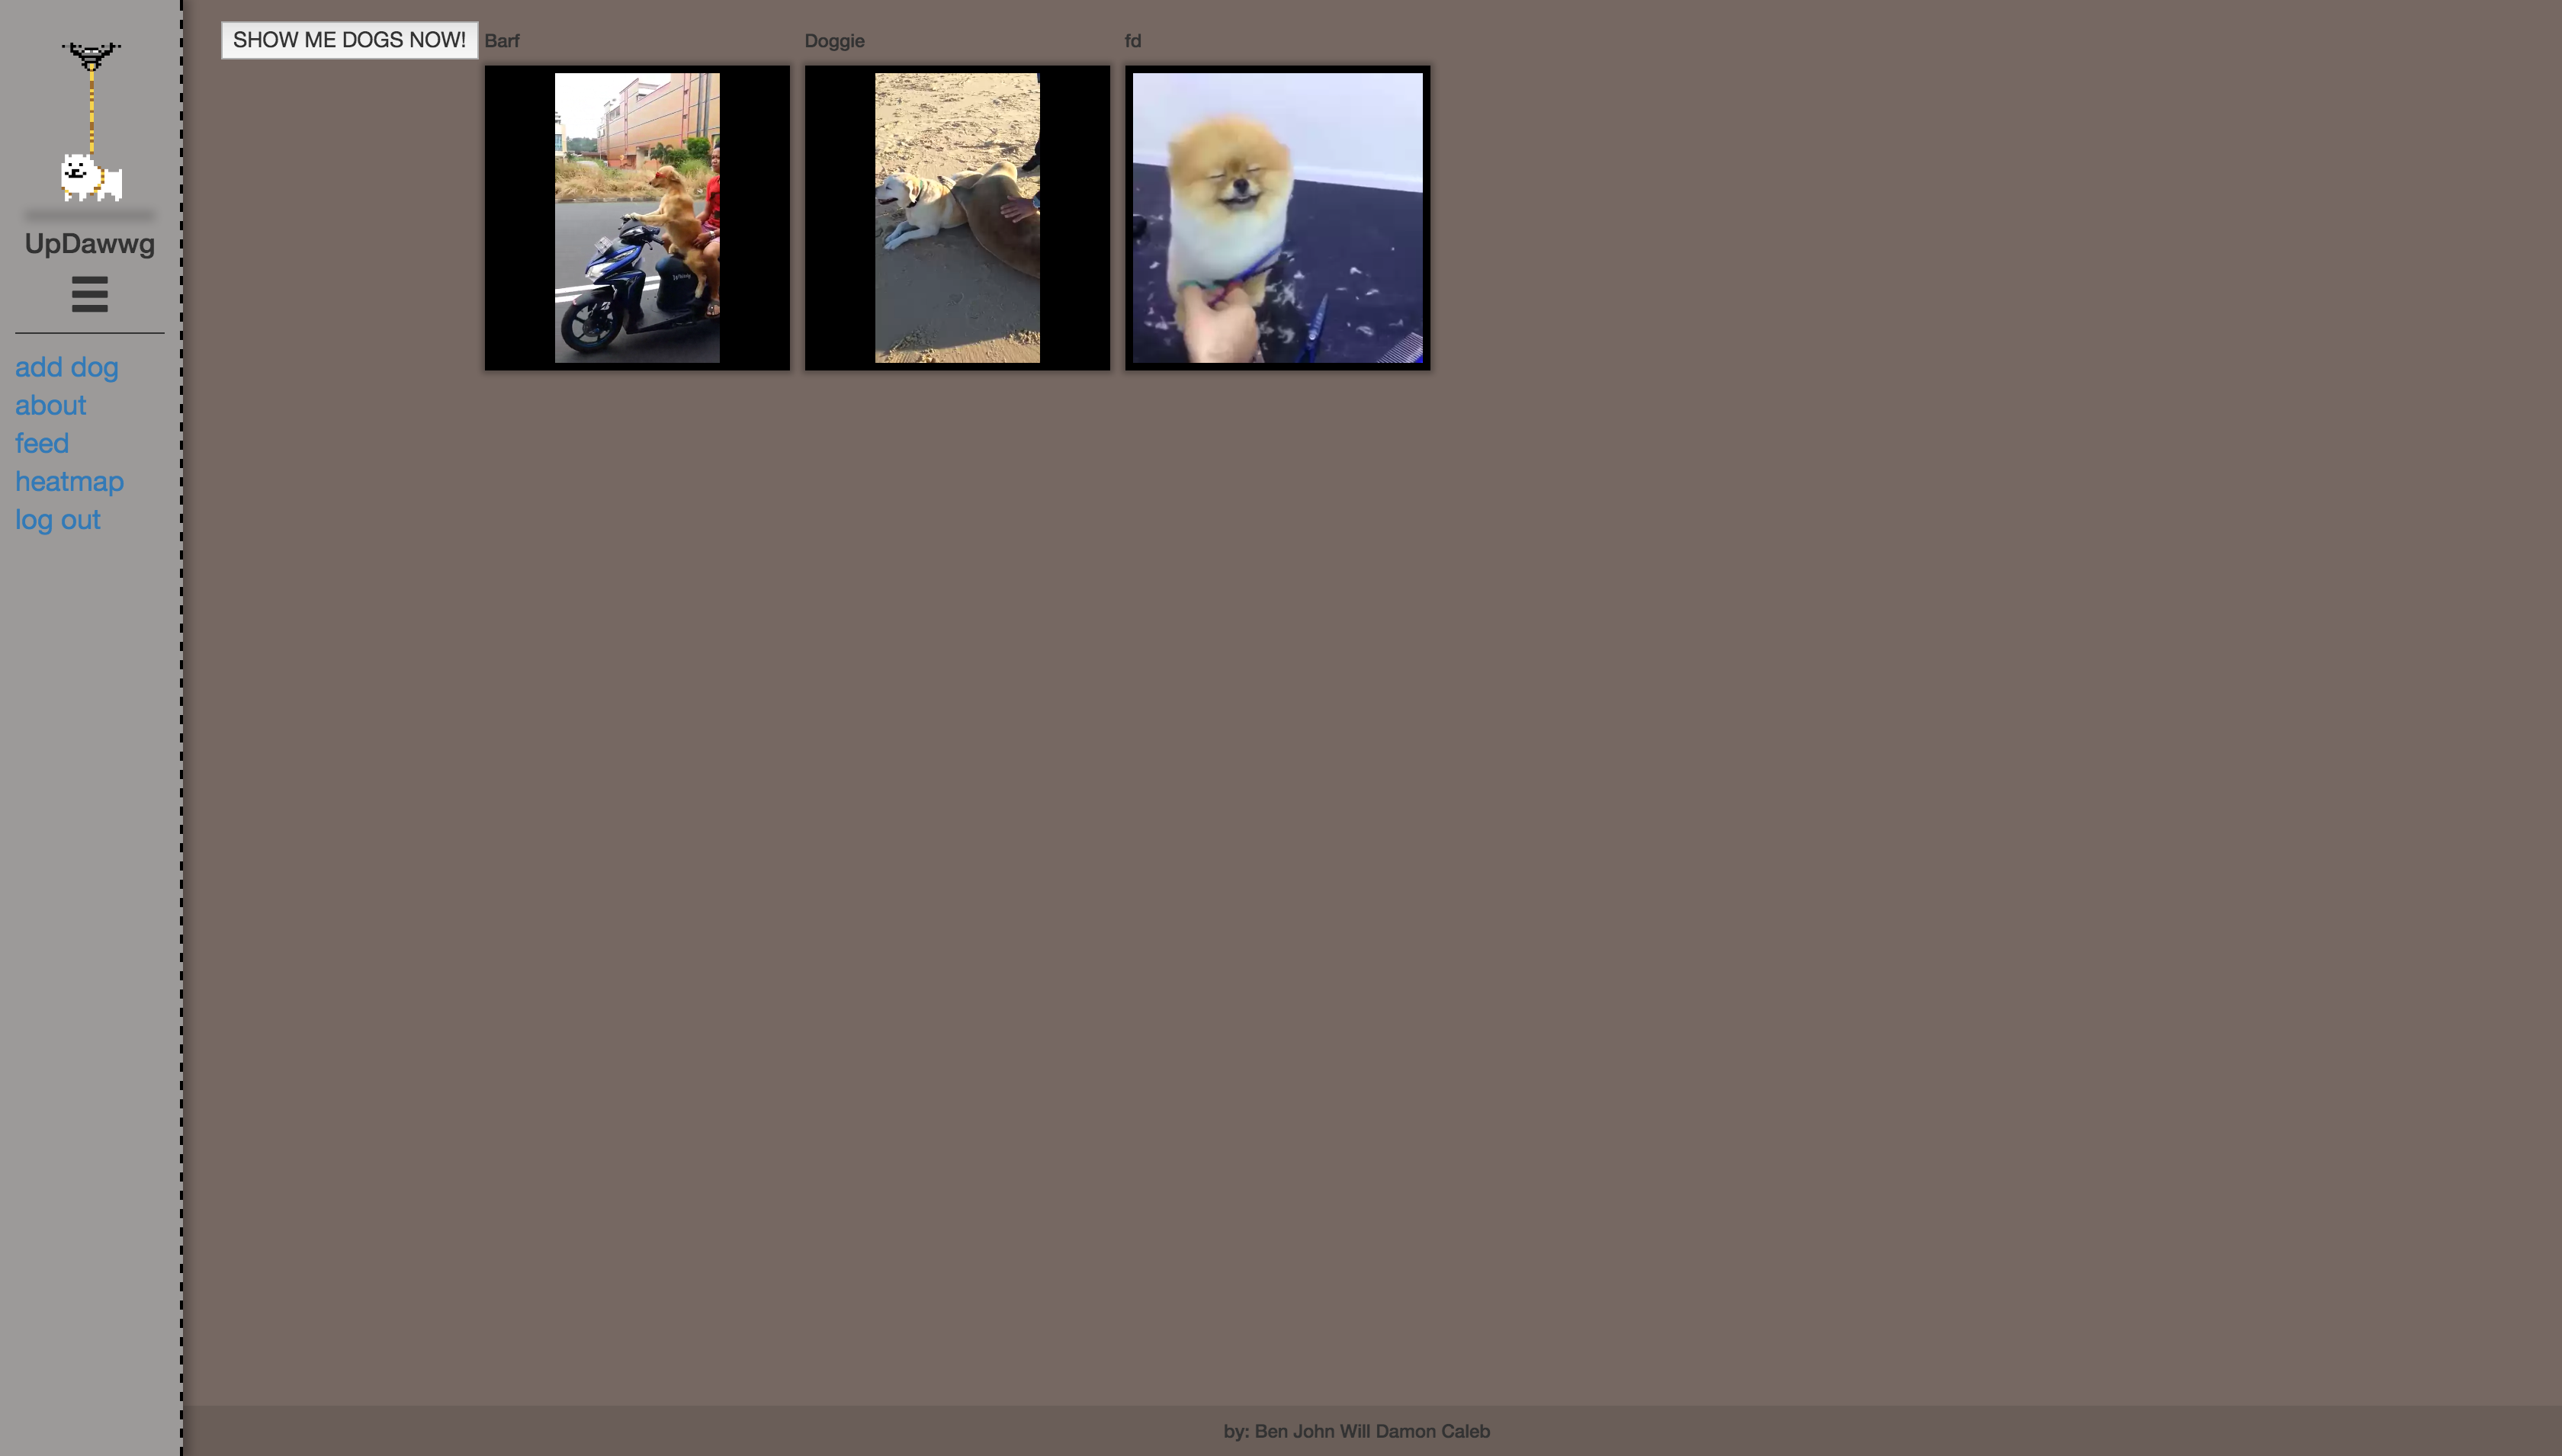 UpDawwg
add dog
about
feed
heatmap
log out
SHOW ME DOGS NOW!
Barf
Doggie
fd
by: Ben John Will Damon Caleb